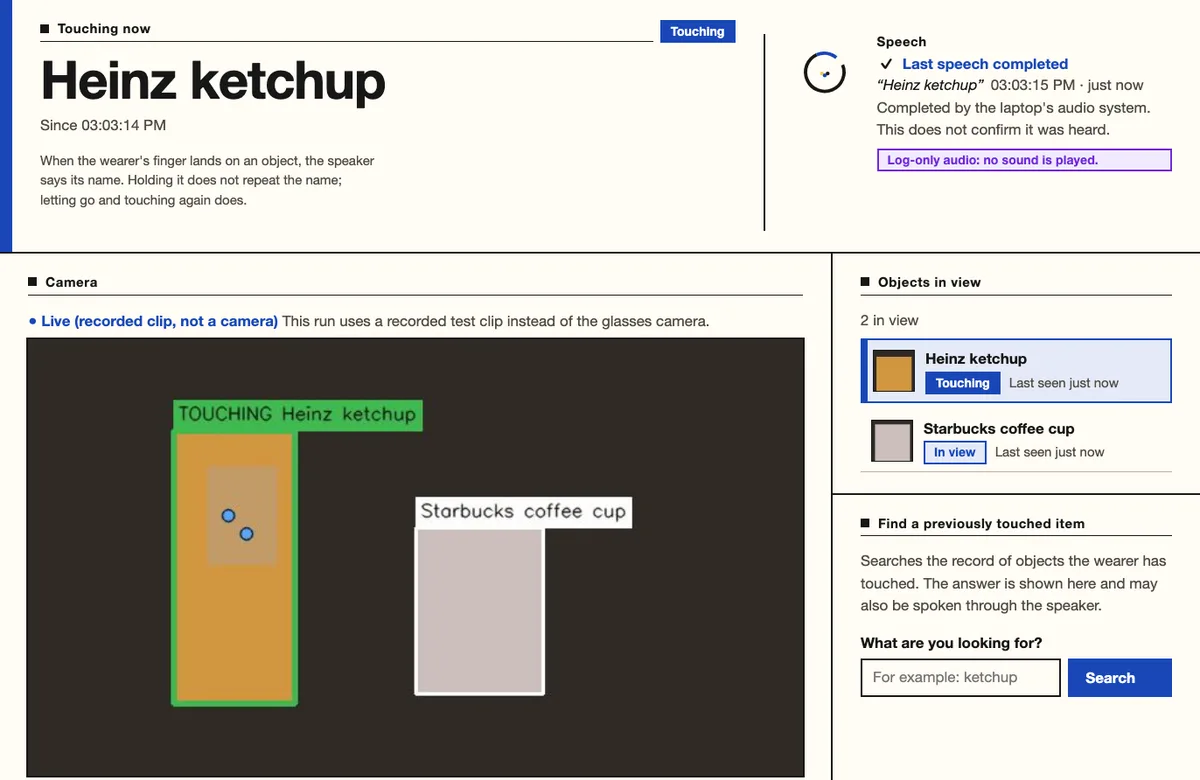 Touching now
Touching
Heinz ketchup
Since 03:03:14 PM
When the wearer's finger lands on an object, the speaker
says its name. Holding it does not repeat the name;
letting go and touching again does.
Speech
✓ Last speech completed
“Heinz ketchup” 03:03:15 PM · just now
Completed by the laptop's audio system.
This does not confirm it was heard.
Log-only audio: no sound is played.
Camera
• Live (recorded clip, not a camera) This run uses a recorded test clip instead of the glasses camera.
TOUCHING Heinz ketchup
Starbucks coffee cup
Objects in view
2 in view
Heinz ketchup
Touching Last seen just now
Starbucks coffee cup
In view Last seen just now
Find a previously touched item
Searches the record of objects the wearer has
touched. The answer is shown here and may
also be spoken through the speaker.
What are you looking for?
For example: ketchup
Search